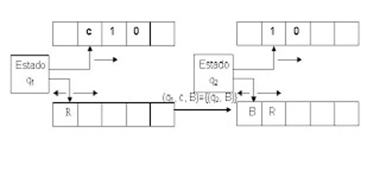 c 1 0
1 0
Estado
q₁
Estado
q₂
(q₁, c, B)={(q₂, B)}
R
B R